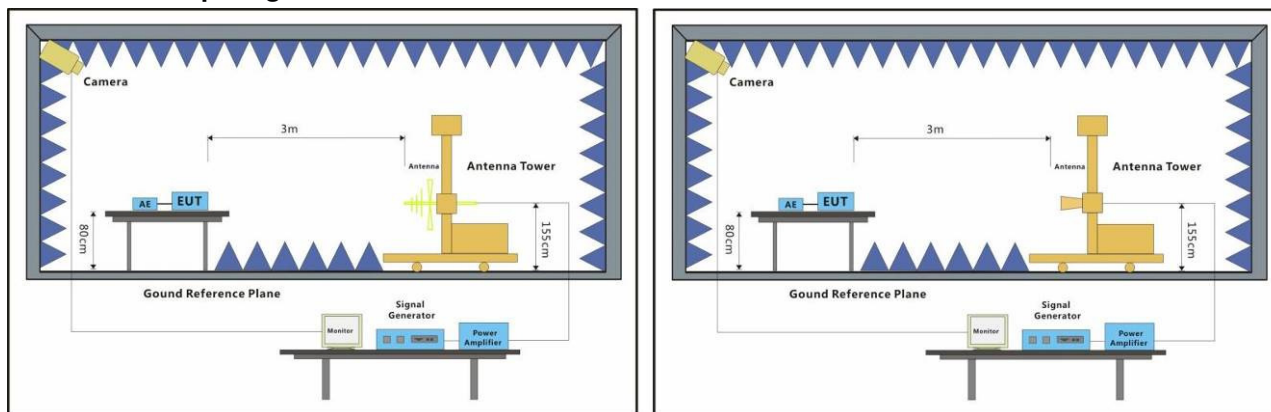 Camera
3m
Antenna
Antenna Tower
AE
EUT
80cm
155cm
Gound Reference Plane
Signal
Generator
Monitor
Power
Amplifier
Camera
3m
Antenna
Antenna Tower
AE
EUT
80cm
155cm
Gound Reference Plane
Signal
Generator
Monitor
Power
Amplifier